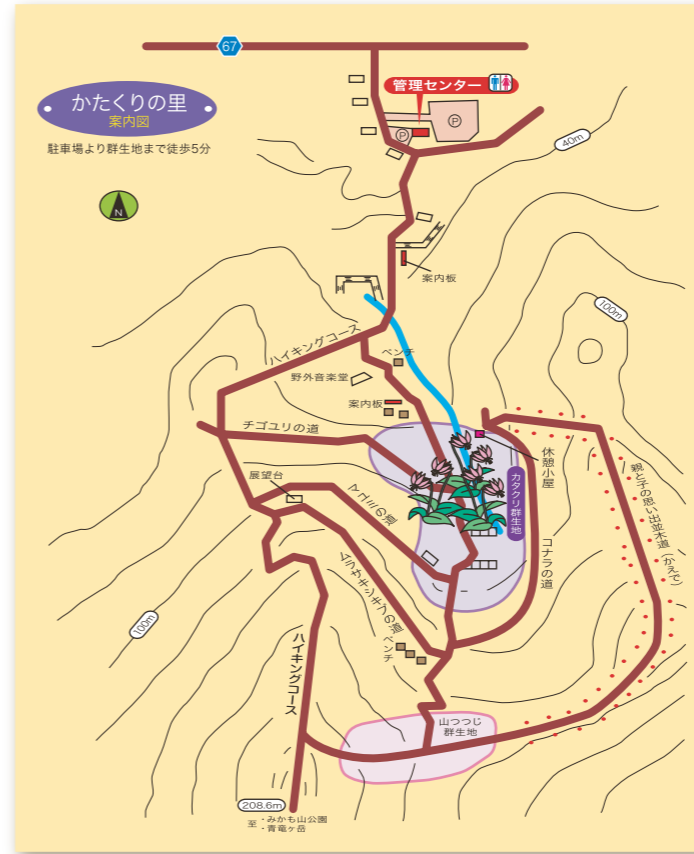 67
かたくりの里
案内図
駐車場より群生地まで徒歩5分
管理センター
P
P
N
40m
案内板
100m
ハイキングコース
ベンチ
野外音楽堂
案内板
チゴユリの道
休憩小屋
カタクリ群生地
親と子の思い出並木道（かえで）
展望台
マユミの道
コナラの道
ムラサキシキブの道
100m
ベンチ
ハイキングコース
山つつじ
群生地
208.6m
至 ・みかも山公園
・青竜ヶ岳